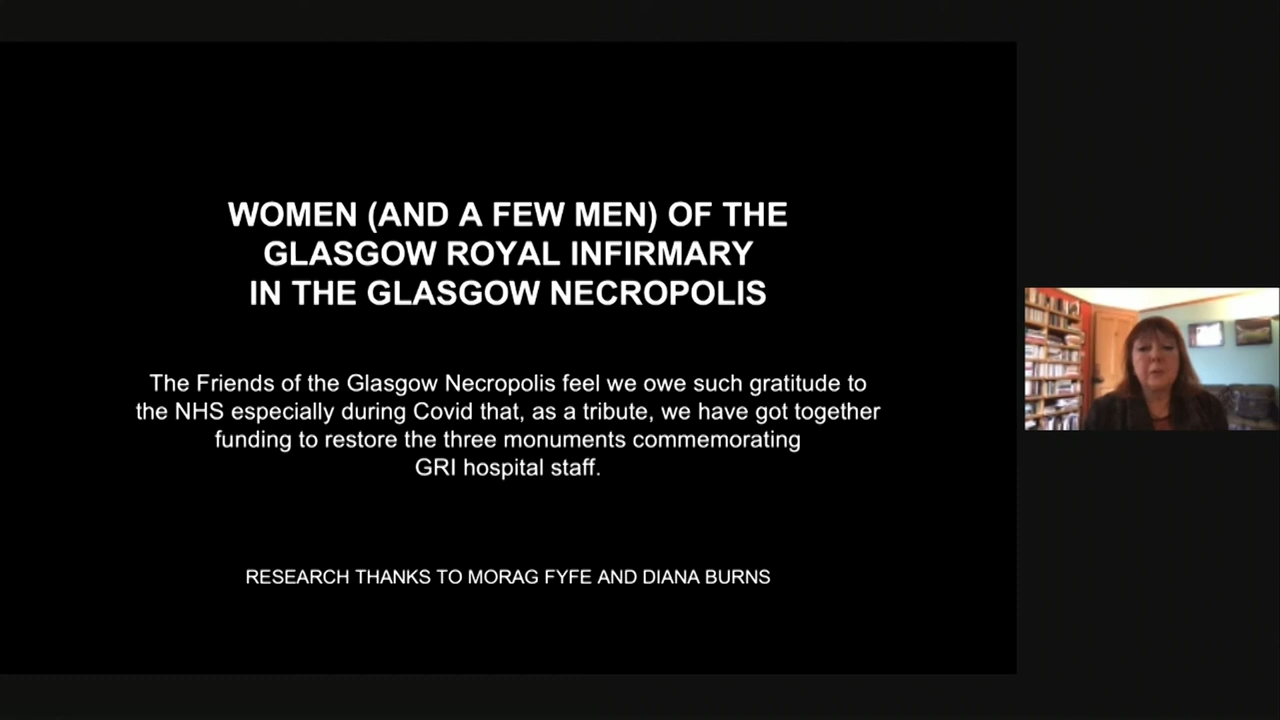 WOMEN (AND A FEW MEN) OF THE
GLASGOW ROYAL INFIRMARY
IN THE GLASGOW NECROPOLIS
The Friends of the Glasgow Necropolis feel we owe such gratitude to
the NHS especially during Covid that, as a tribute, we have got together
funding to restore the three monuments commemorating
GRI hospital staff.
RESEARCH THANKS TO MORAG FYFE AND DIANA BURNS